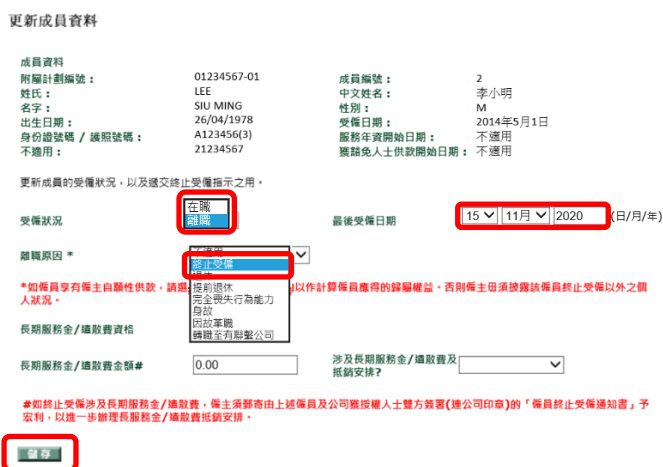 更新成員資料
成員資料
附屬計劃編號： 01234567-01 成員編號： 2
姓氏： LEE 中文姓名： 李小明
名字： SIU MING 性別： M
出生日期： 26/04/1978 受僱日期： 2014年5月1日
身份證號碼 / 護照號碼： A123456(3) 服務年資開始日期： 不適用
不適用： 21234567 獲豁免人士供款開始日期： 不適用
更新成員的受僱狀況，以及遞交終止受僱指示之用。
受僱狀況 在職 最後受僱日期 15 11月 2020 (日/月/年)
離職
離職原因 *
終止受僱
*如僱員享有僱主自願性供款，請選 提前退休 以作計算僱員應得的歸屬權益。否則僱主毋須披露該僱員終止受僱以外之個
人狀況。 完全喪失行為能力
身故
因故革職
長期服務金/遣散費資格 轉職至有聯繫公司
長期服務金/遣散費金額# 0.00 涉及長期服務金/遣散費及
抵銷安排?
#如終止受僱涉及長期服務金/遣散費，僱主須郵寄由上述僱員及公司獲授權人士雙方簽署(連公司印章)的「僱員終止受僱通知書」予
宏利，以進一步辦理長服務金/遣散費抵銷安排。
儲存